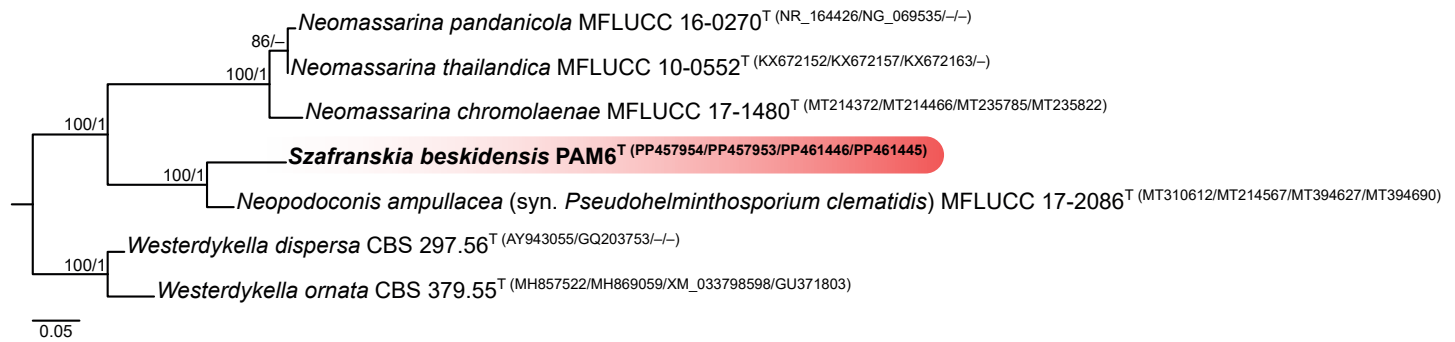 Neomassarina pandanicola MFLUCC 16-0270T (NR_164426/NG_069535/–/–)
86/–
Neomassarina thailandica MFLUCC 10-0552T (KX672152/KX672157/KX672163/–)
100/1
Neomassarina chromolaenae MFLUCC 17-1480T (MT214372/MT214466/MT235785/MT235822)
100/1
Szafranskia beskidensis PAM6T (PP457954/PP457953/PP461446/PP461445)
100/1
Neopodoconis ampullacea (syn. Pseudohelminthosporium clematidis) MFLUCC 17-2086T (MT310612/MT214567/MT394627/MT394690)
Westerdykella dispersa CBS 297.56T (AY943055/GQ203753/–/–)
100/1
Westerdykella ornata CBS 379.55T (MH857522/MH869059/XM_033798598/GU371803)
0.05